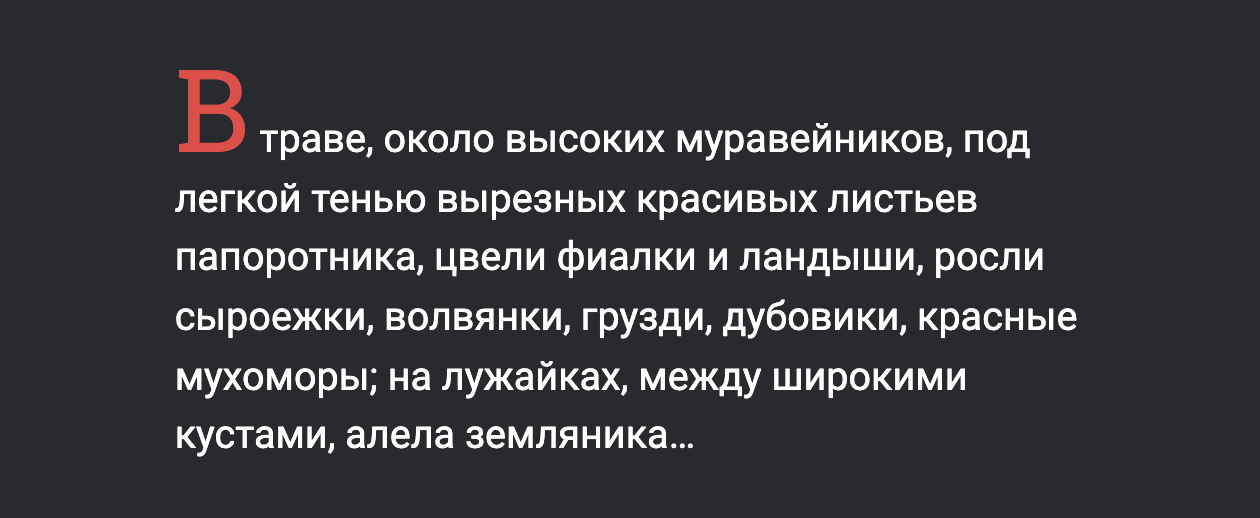 В траве, около высоких муравейников, под
легкой тенью вырезных красивых листьев
папоротника, цвели фиалки и ландыши, росли
сыроежки, волвянки, грузди, дубовики, красные
мухоморы; на лужайках, между широкими
кустами, алела земляника…